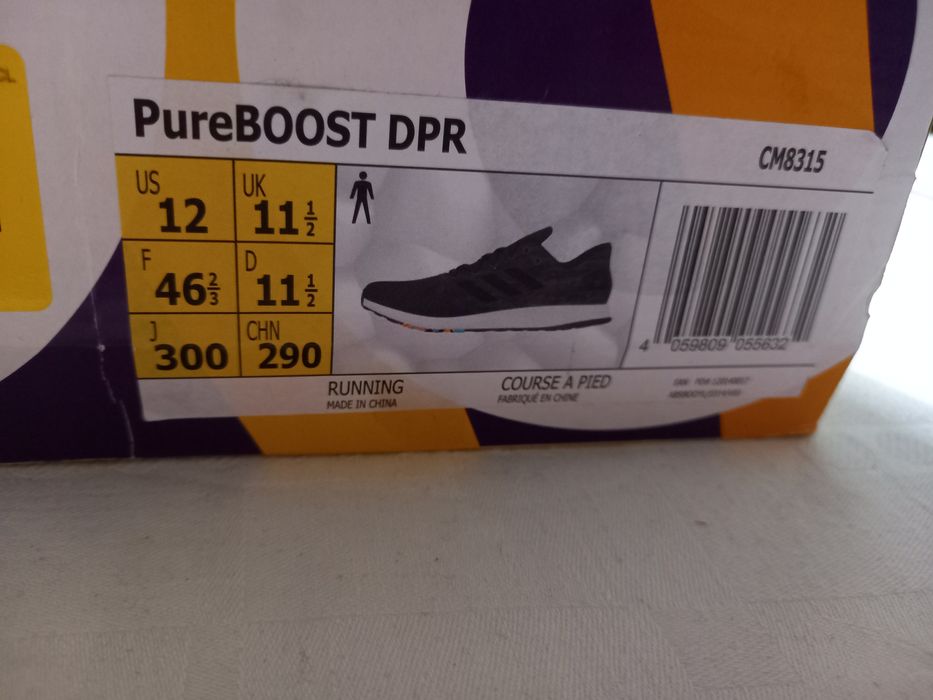 PureBOOST DPR
CM8315
US 12
UK 11 1/2
F 46 2/3
D 11 1/2
J 300
CHN 290
4 059809 055632
RUNNING
MADE IN CHINA
COURSE A PIED
FABRIQUÉ EN CHINE